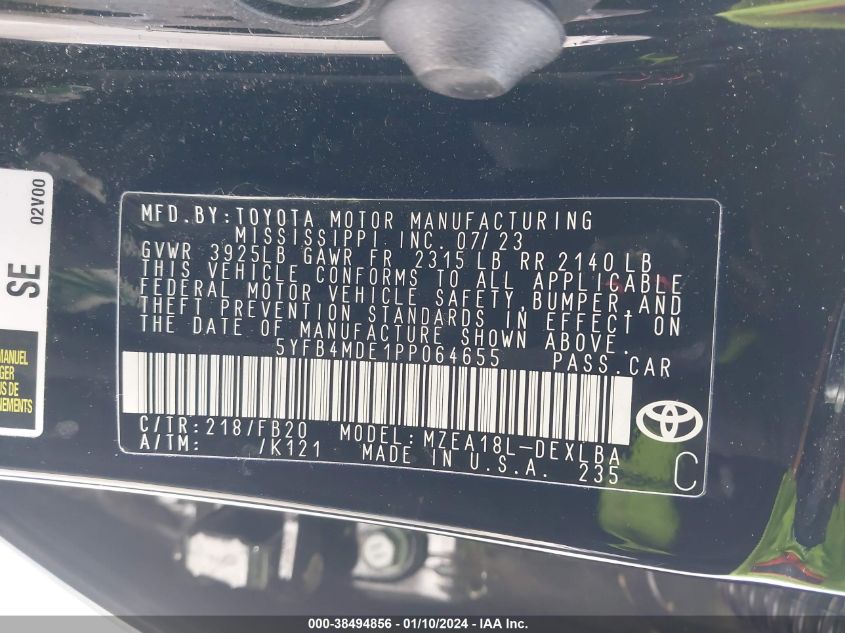 02V00
SE
MANUEL
MFD.BY:TOYOTA MOTOR MANUFACTURING
MISSISSIPPI INC. 07/23
GVWR 3925LB GAWR FR 2315LB RR 2140LB
THIS VEHICLE CONFORMS TO ALL APPLICABLE
FEDERAL MOTOR VEHICLE SAFETY, BUMPER, AND
THEFT PREVENTION STANDARDS IN EFFECT ON
THE DATE OF MANUFACTURE SHOWN ABOVE.
5YFB4MDE1PP064655 PASS.CAR
C/TR:218/FB20 MODEL:MZEA18L-DEXLBA
A/TM: /K121 MADE IN U.S.A. 235
C
000-38494856 - 01/10/2024 - IAA Inc.